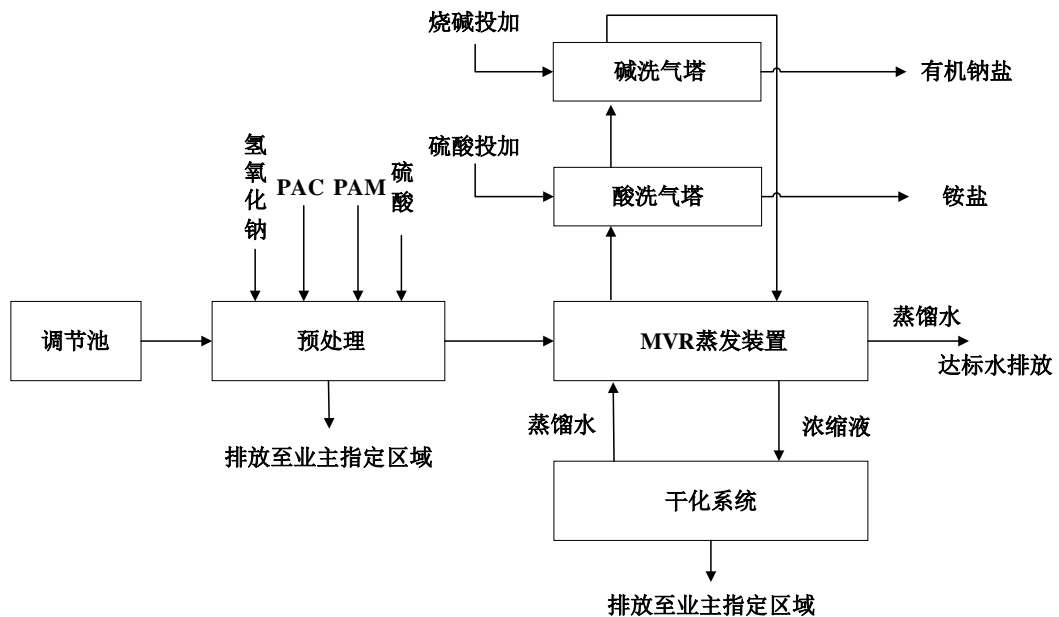 烧碱投加
碱洗气塔
有机钠盐
硫酸投加
酸洗气塔
铵盐
氢氧化钠
PAC
PAM
硫酸
调节池
预处理
MVR蒸发装置
蒸馏水
达标水排放
排放至业主指定区域
蒸馏水
浓缩液
干化系统
排放至业主指定区域